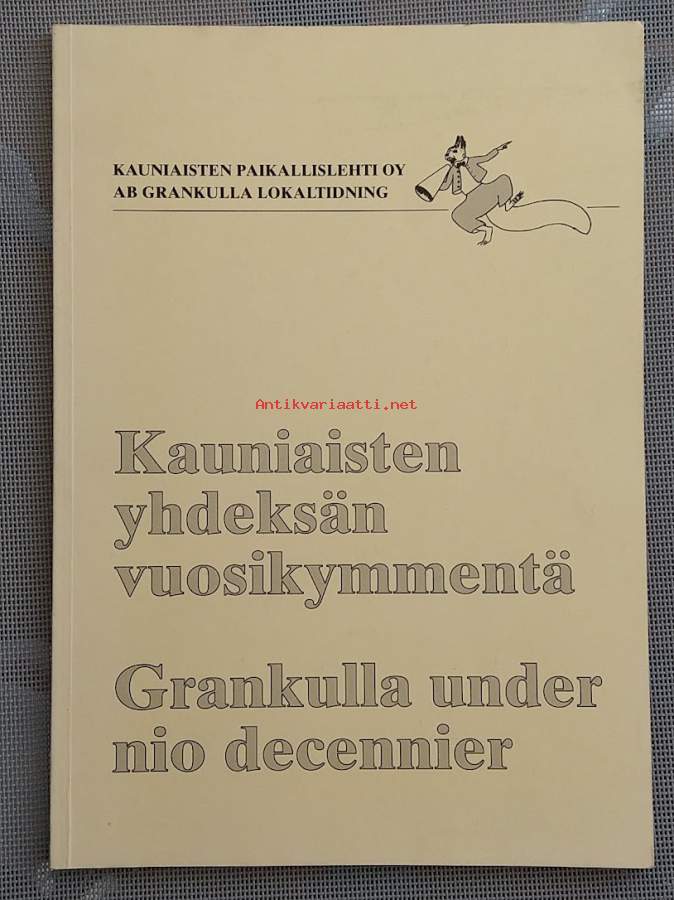 KAUNIAISTEN PAIKALLISLEHTI OY
AB GRANKULLA LOKALTIDNING
Antikvariaatti.net
Kauniaisten
yhdeksän
vuosikymmentä
Grankulla under
nio decennier